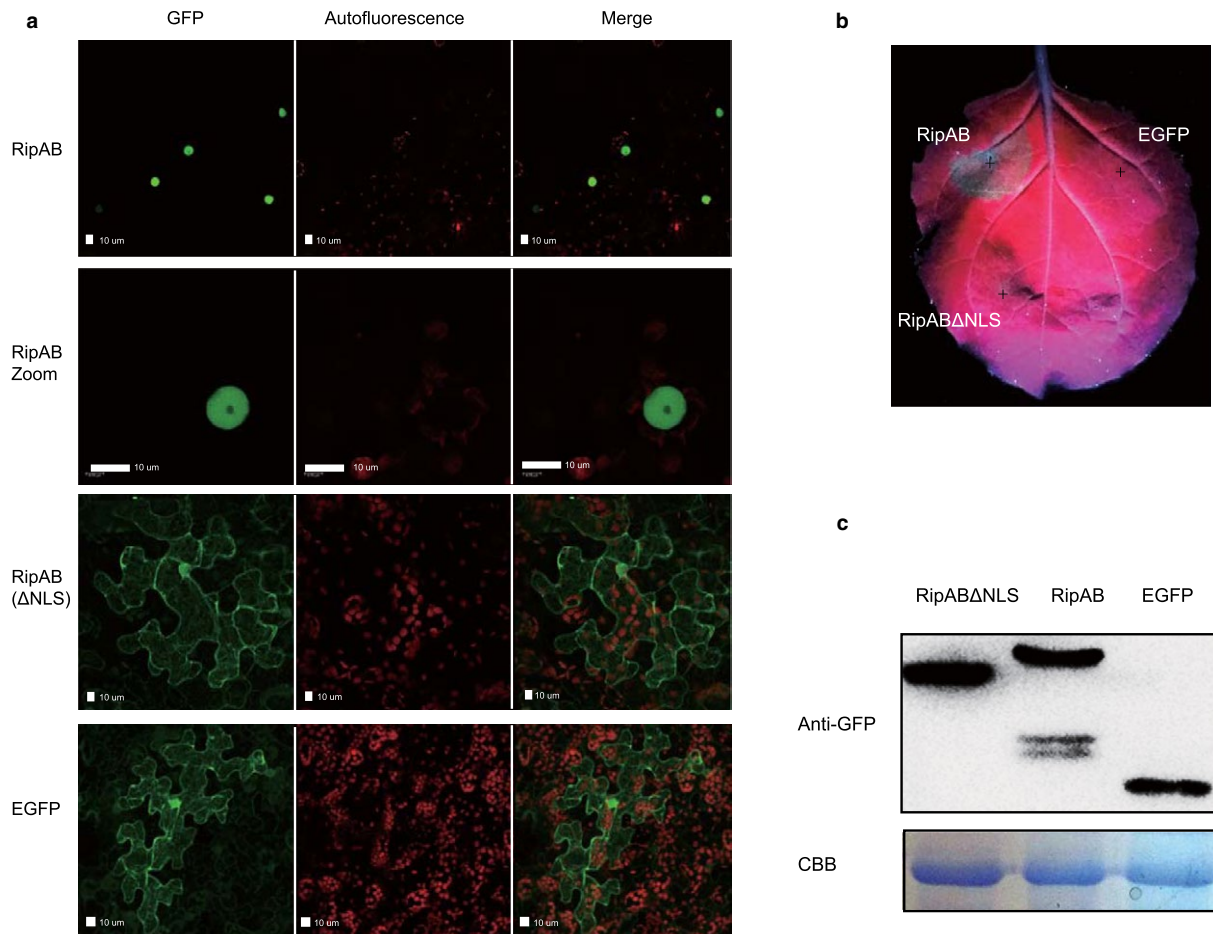 a
GFP Autofluorescence Merge
RipAB
10 um 10 um 10 um
RipAB
Zoom
10 um 10 um 10 um
RipAB
(ΔNLS)
10 um 10 um 10 um
EGFP
10 um 10 um 10 um
b
RipAB EGFP
RipABΔNLS
c
RipABΔNLS RipAB EGFP
Anti-GFP
CBB